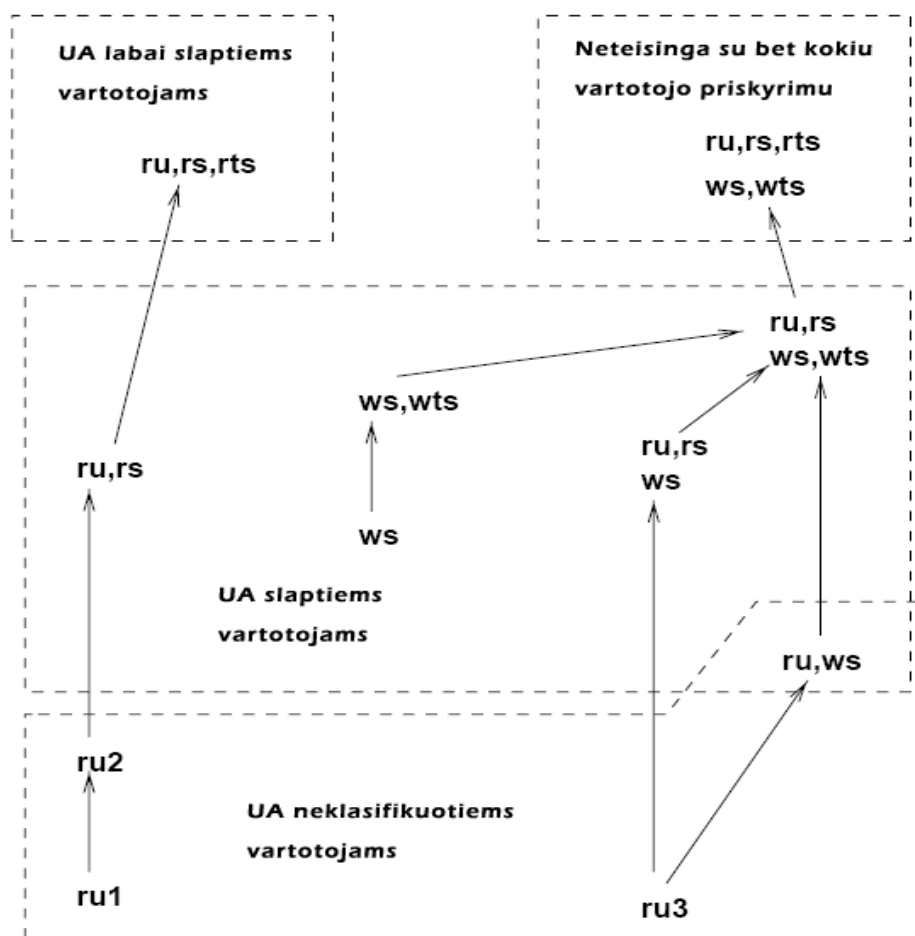 UA labai slaptiems
vartotojams
ru,rs,rts
Neteisinga su bet kokiu
vartotojo priskyrimu
ru,rs,rts
ws,wts
ru,rs
ws,wts
ws,wts
ru,rs
ws
ru,rs
ws
UA slaptiems
vartotojams
ru,ws
ru2
UA neklasifikuotiems
vartotojams
ru1
ru3